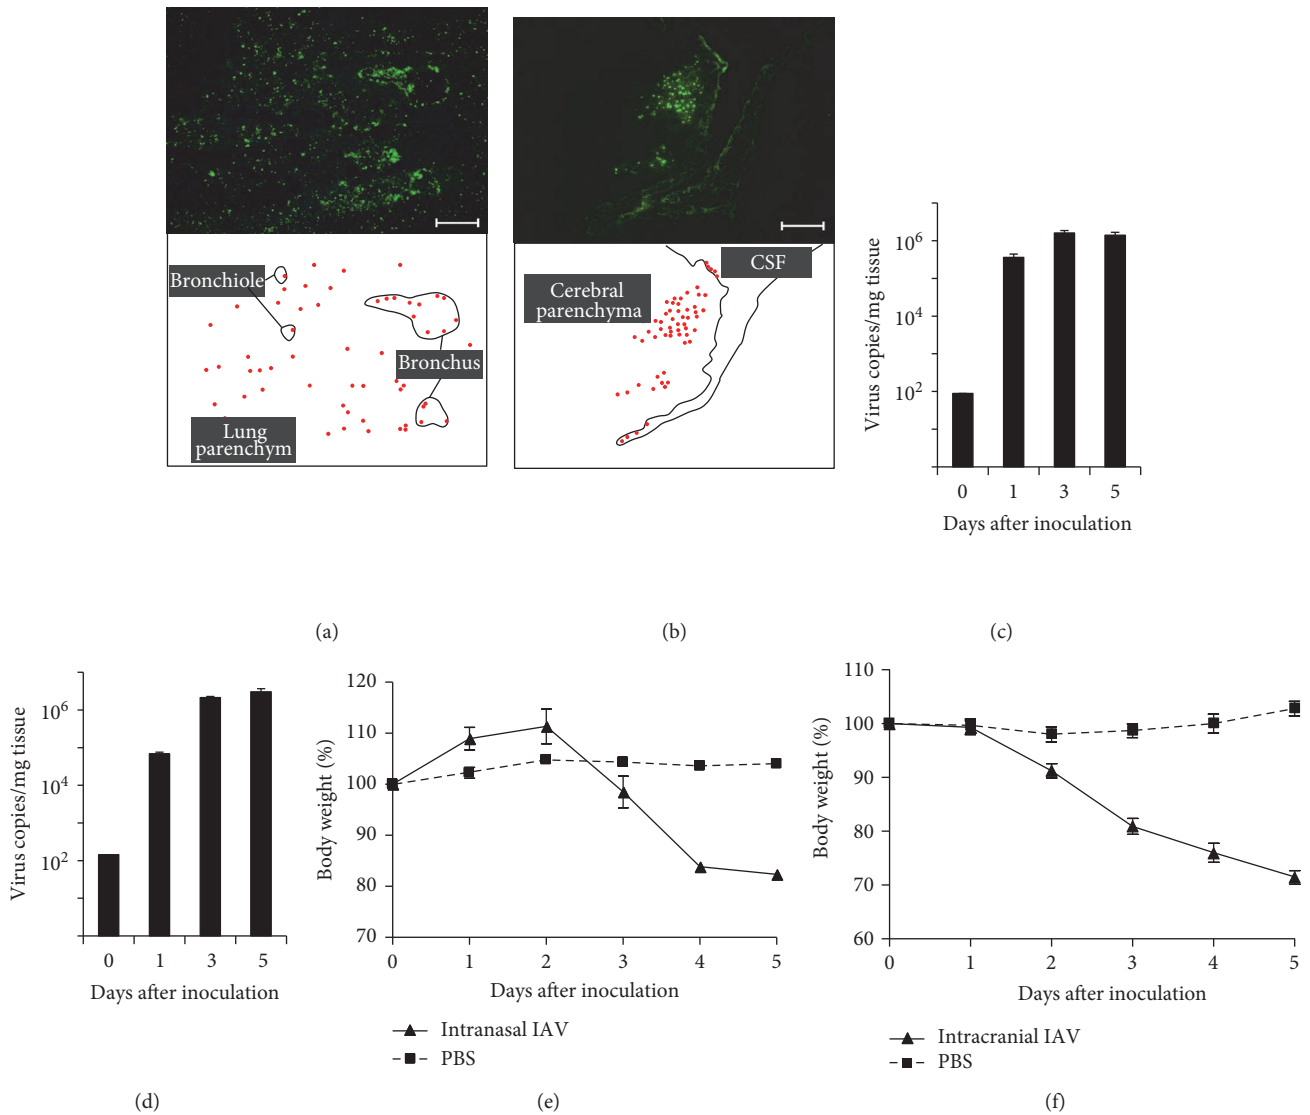 Bronchiole
Bronchus
Lung
parenchym
(a)
CSF
Cerebral
parenchyma
(b)
Virus copies/mg tissue
10^6
10^4
10^2
0 1 3 5
Days after inoculation
(c)
Virus copies/mg tissue
10^6
10^4
10^2
0 1 3 5
Days after inoculation
(d)
Body weight (%)
120
110
100
90
80
70
0 1 2 3 4 5
Days after inoculation
Intranasal IAV
PBS
(e)
Body weight (%)
110
100
90
80
70
60
0 1 2 3 4 5
Days after inoculation
Intracranial IAV
PBS
(f)